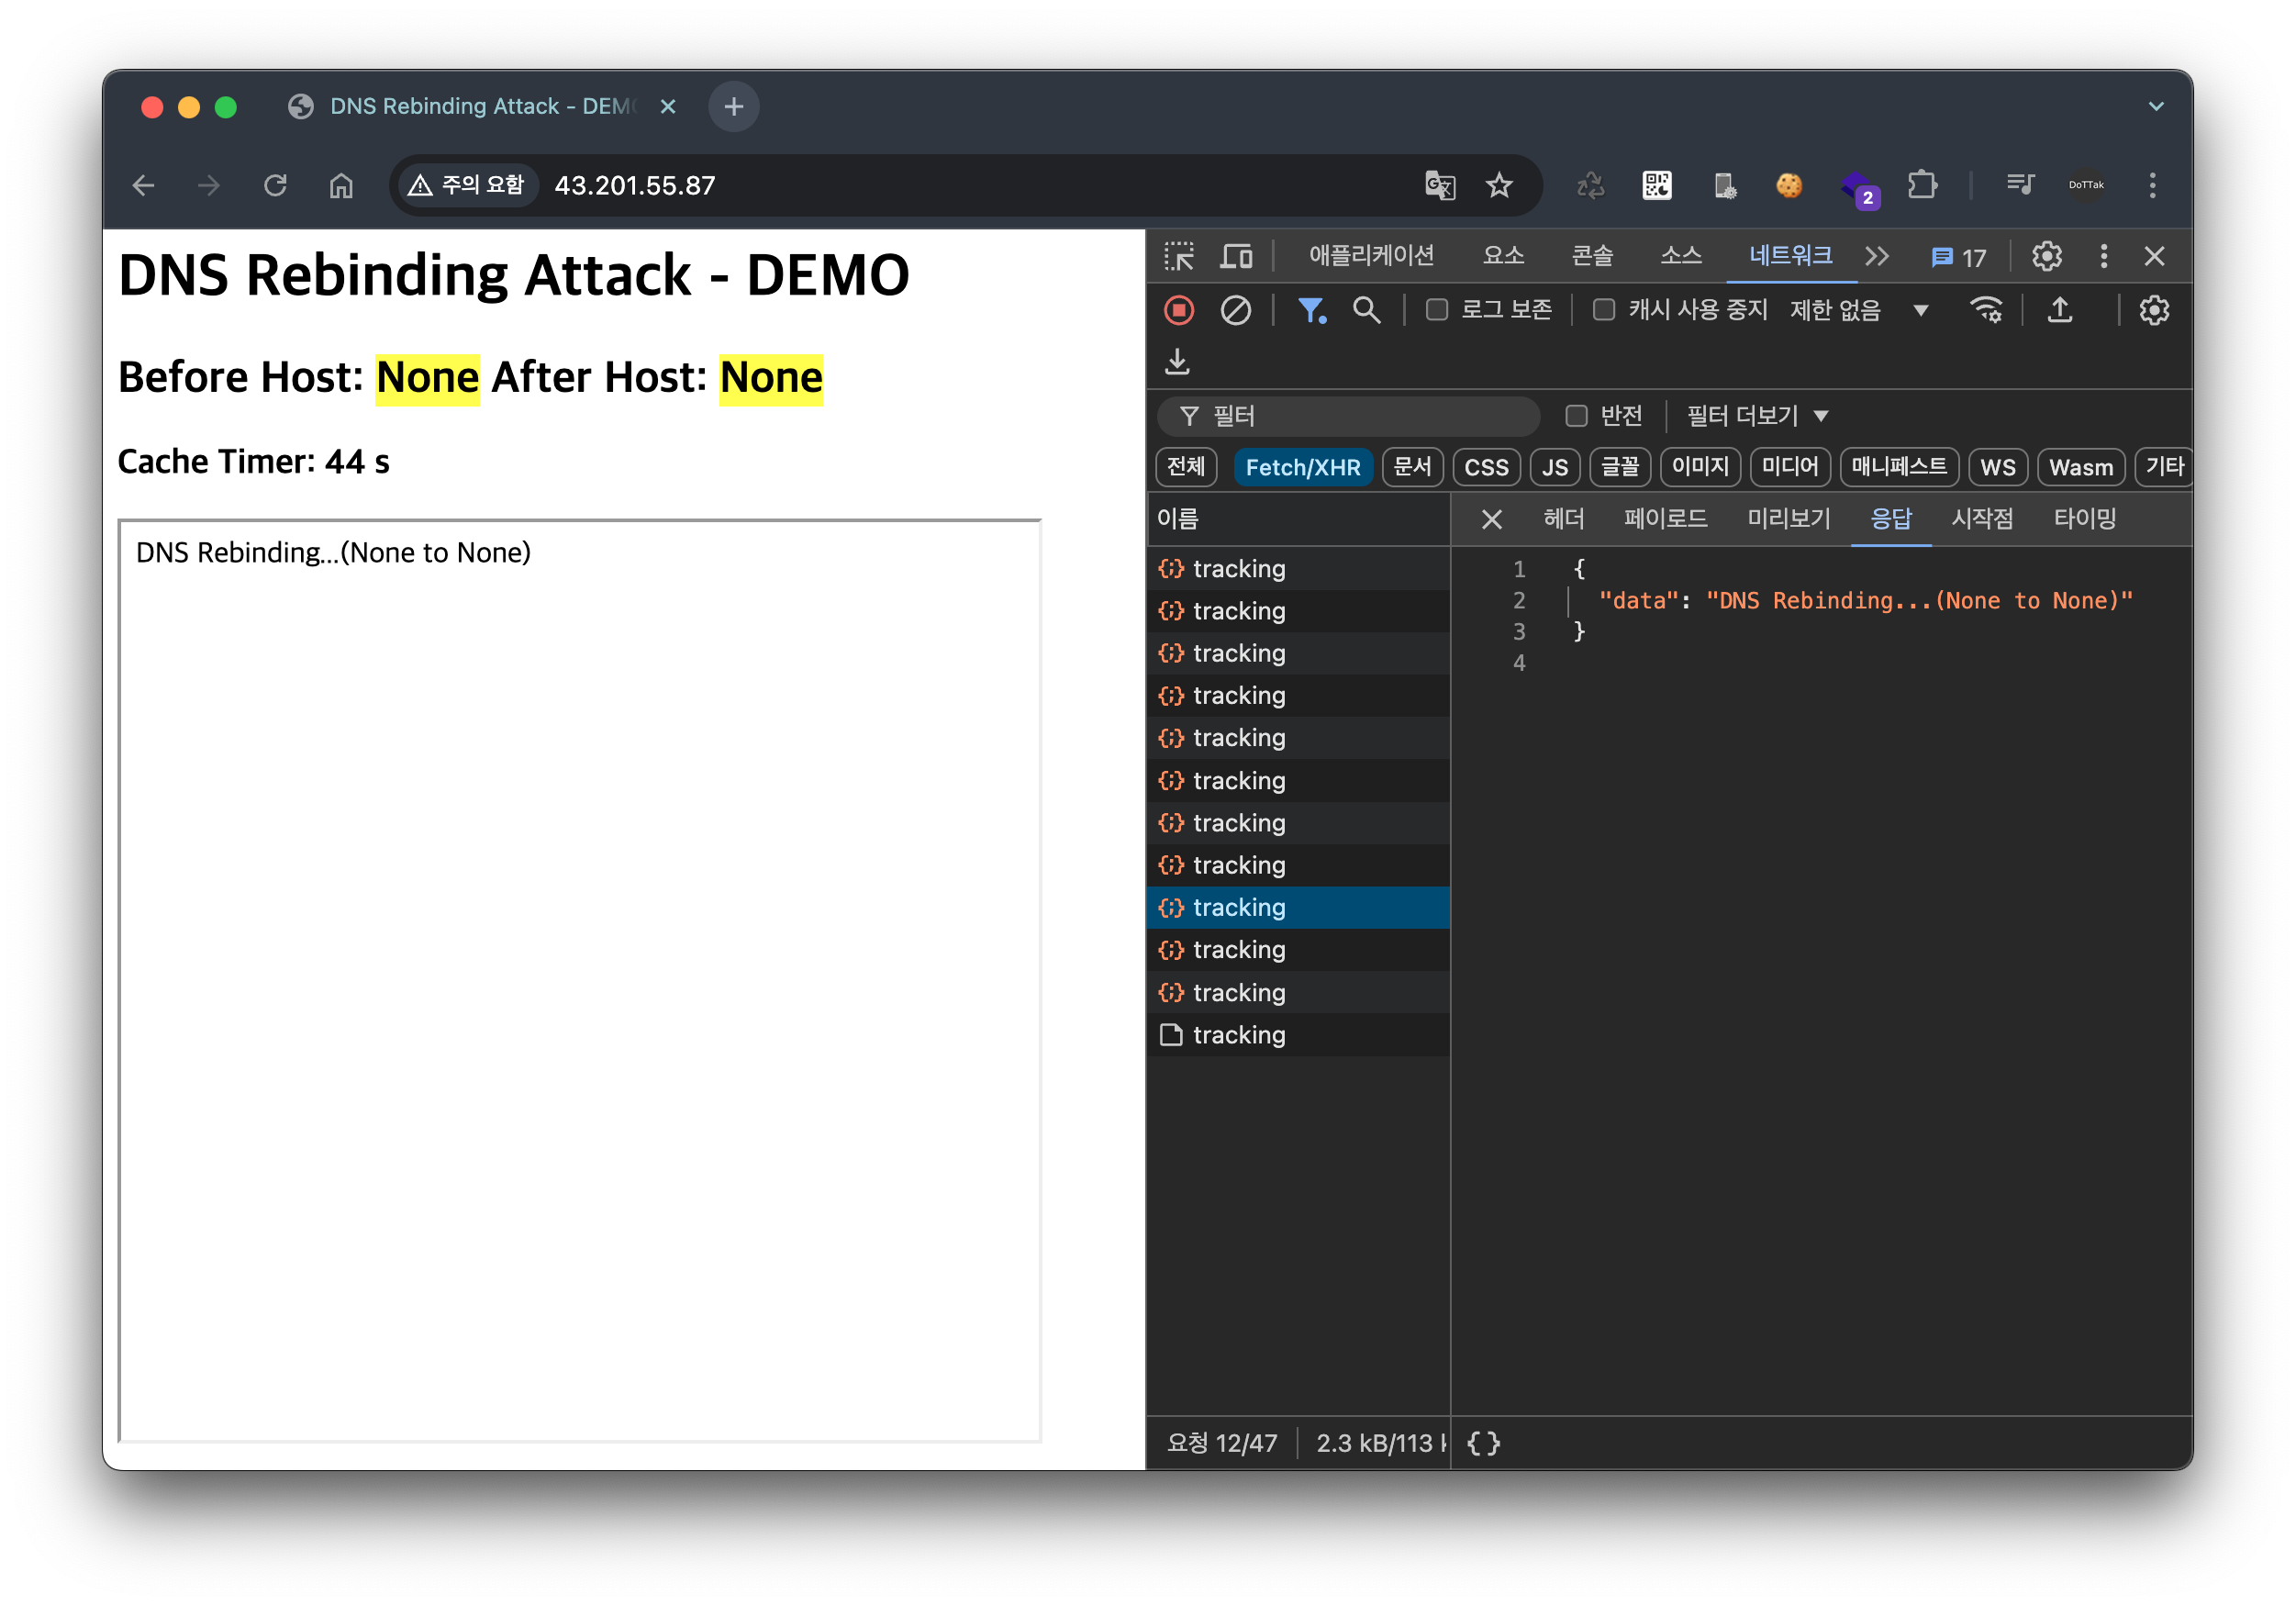 DNS Rebinding Attack - DEM
주의 요함 43.201.55.87
2
DoTTak
DNS Rebinding Attack - DEMO
Before Host: None After Host: None
Cache Timer: 44 s
DNS Rebinding...(None to None)
애플리케이션 요소 콘솔 소스 네트워크 17
로그 보존 캐시 사용 중지 제한 없음
필터 반전 필터 더보기
전체 Fetch/XHR 문서 CSS JS 글꼴 이미지 미디어 매니페스트 WS Wasm 기타
이름
헤더 페이로드 미리보기 응답 시작점 타이밍
tracking
tracking
tracking
tracking
tracking
tracking
tracking
tracking
tracking
tracking
tracking
tracking
1 {
2 "data": "DNS Rebinding...(None to None)"
3 }
4
요청 12/47 2.3 kB/113 {}